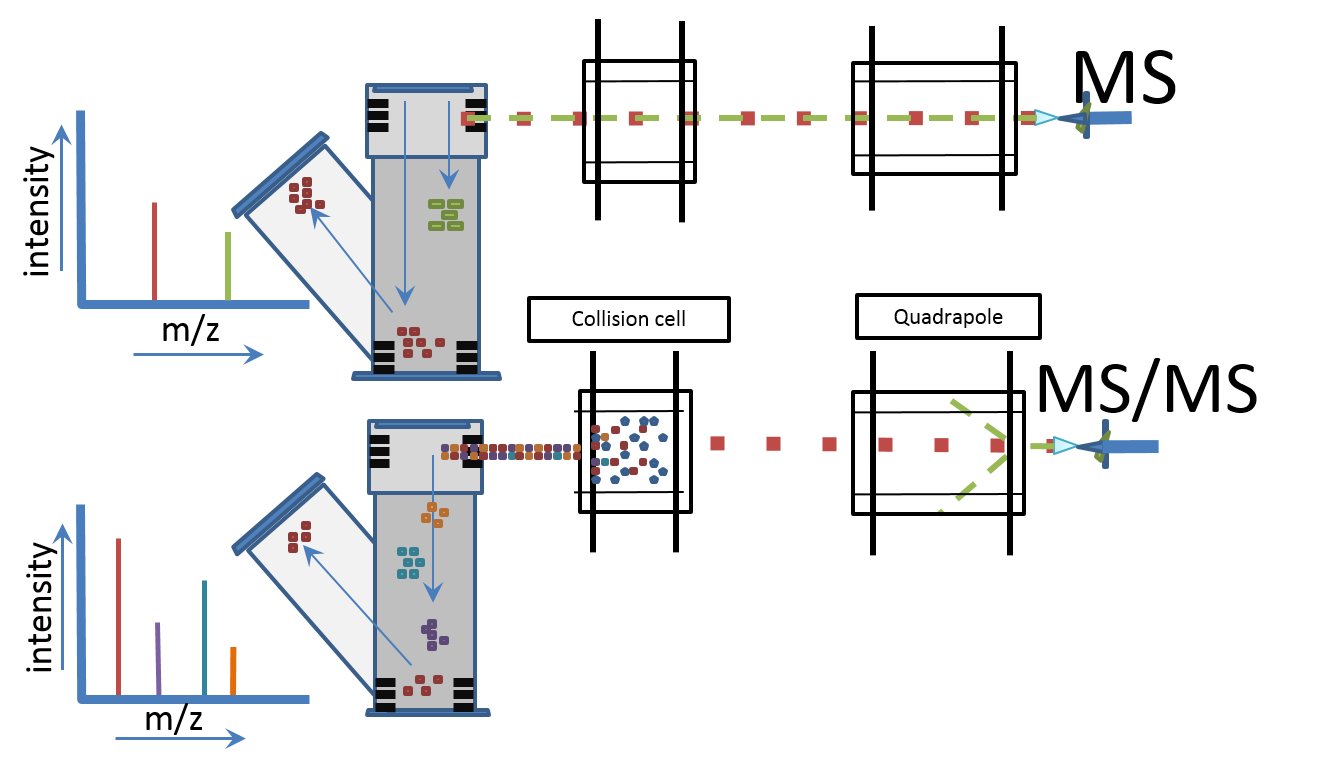 MS
intensity
m/z
Collision cell
Quadrapole
MS/MS
intensity
m/z